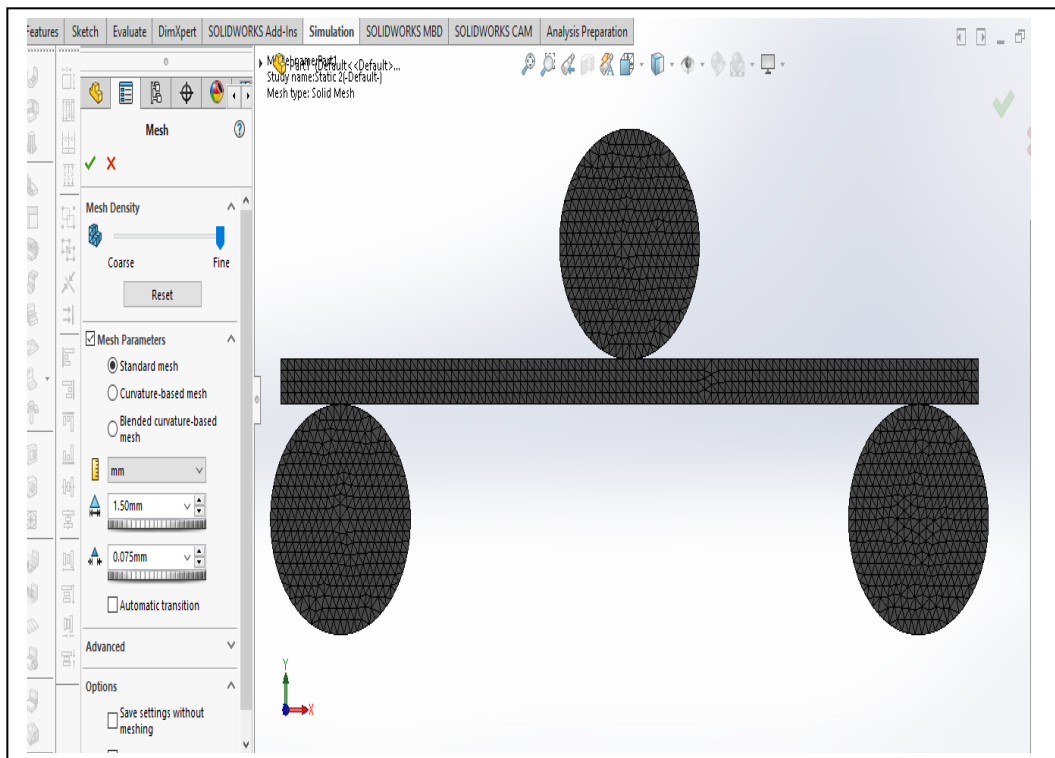 Features Sketch Evaluate DimXpert SOLIDWORKS Add-Ins Simulation SOLIDWORKS MBD SOLIDWORKS CAM Analysis Preparation
Study name:Static 2(-Default-)
Mesh type: Solid Mesh
Mesh
Mesh Density
Coarse Fine
Reset
Mesh Parameters
Standard mesh
Curvature-based mesh
Blended curvature-based
mesh
mm
1.50mm
0.075mm
Automatic transition
Advanced
Options
Save settings without
meshing
Y
X